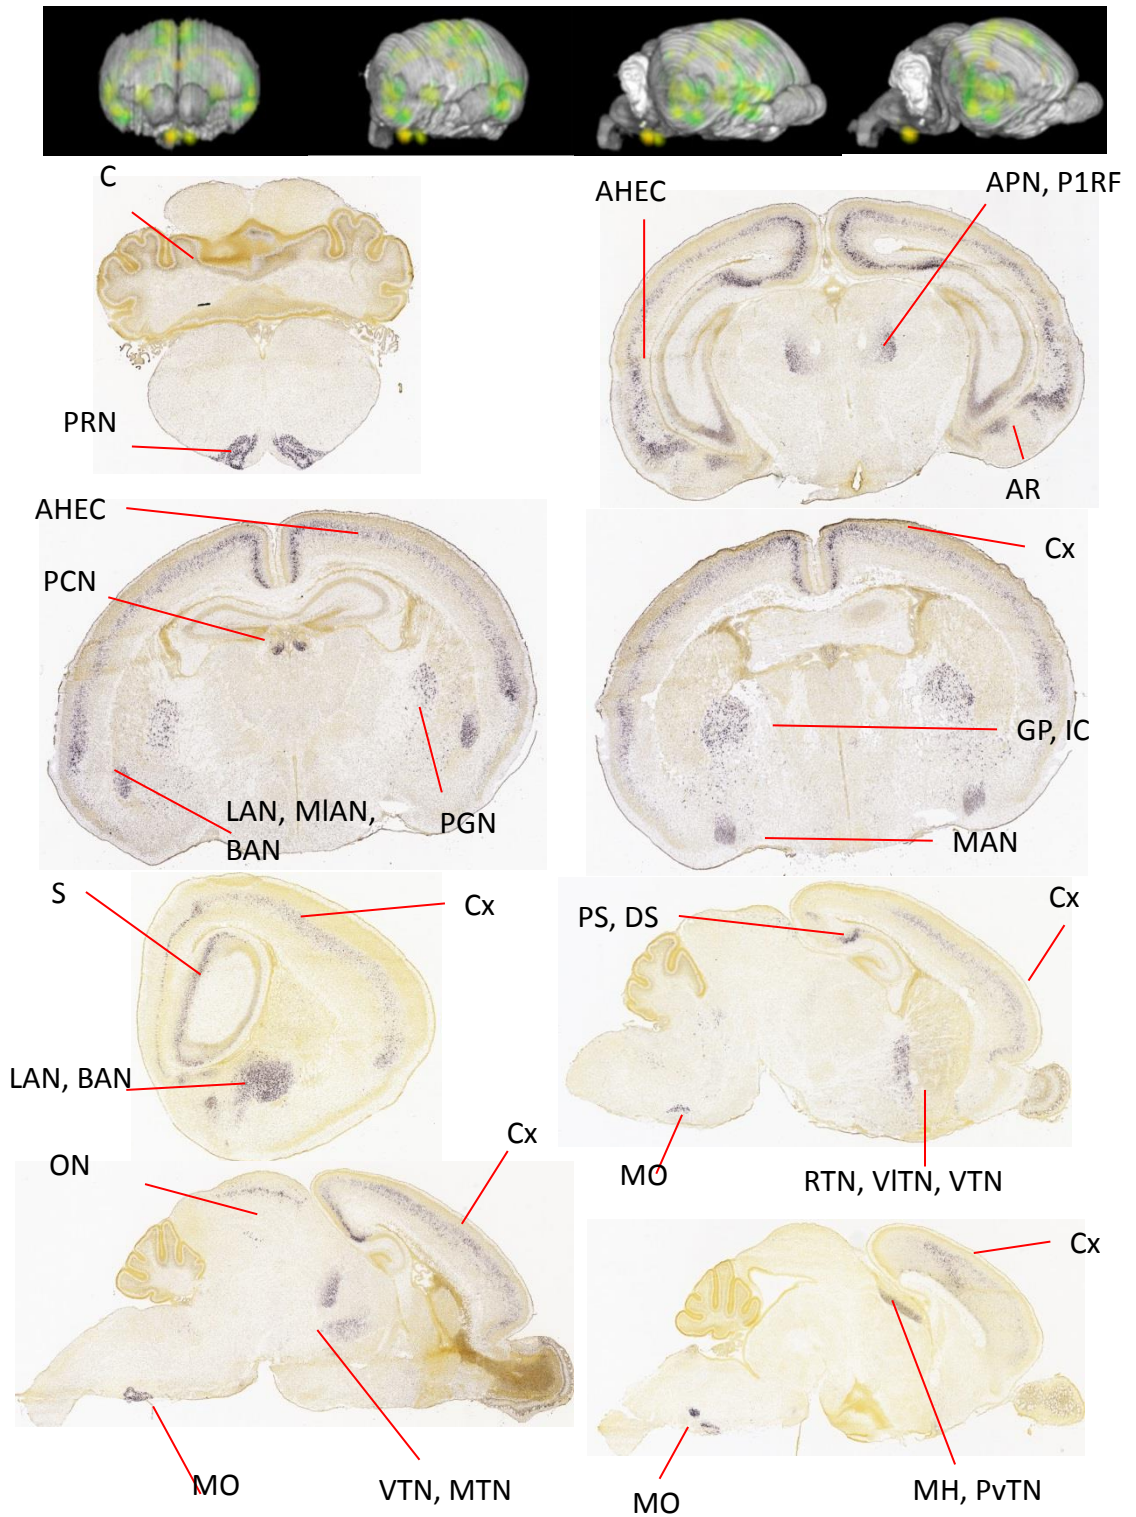 C
AHEC
APN, P1RF
PRN
AR
AHEC
Cx
PCN
GP, IC
LAN, MlAN,
BAN
PGN
MAN
S
Cx
PS, DS
Cx
LAN, BAN
Cx
ON
MO
RTN, VlTN, VTN
Cx
MO
VTN, MTN
MO
MH, PvTN